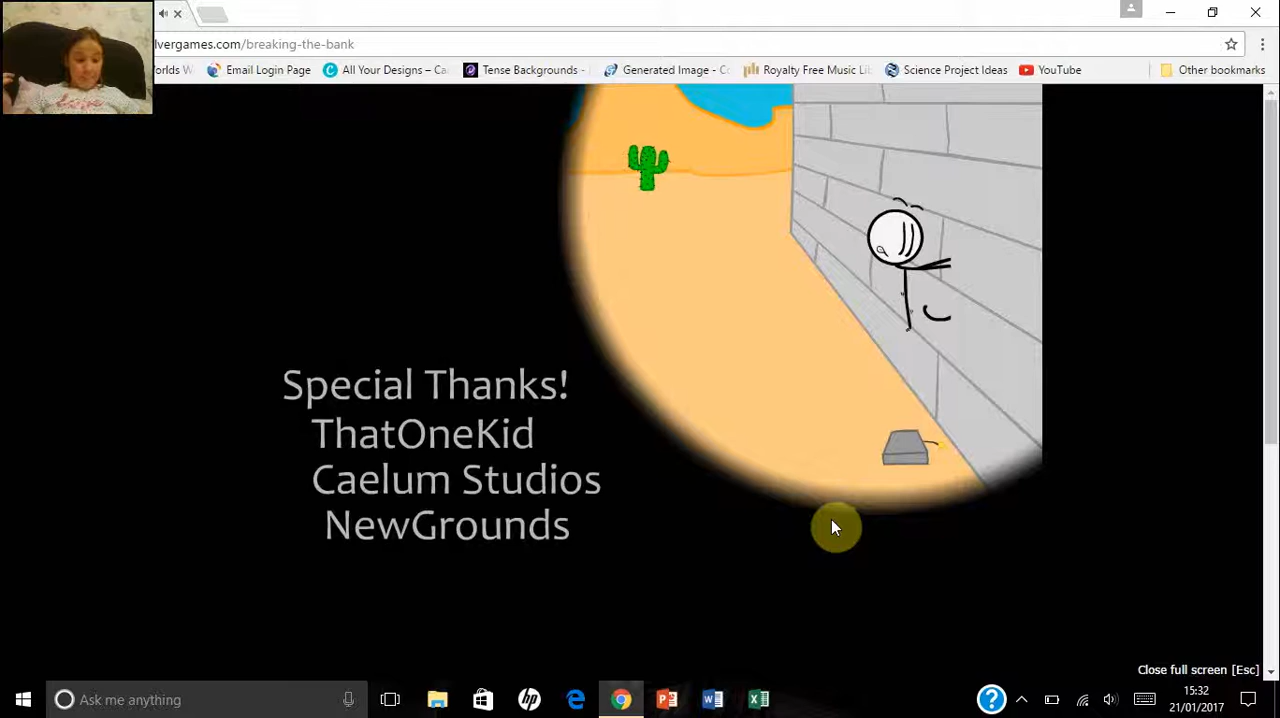 lvergames.com/breaking-the-bank
orlds W
Email Login Page
All Your Designs – Ca
Tense Backgrounds -
Generated Image - Co
Royalty Free Music Lib
Science Project Ideas
YouTube
Other bookmarks
Special Thanks!
ThatOneKid
Caelum Studios
NewGrounds
Close full screen [Esc]
Ask me anything
5:32
21/01/2017